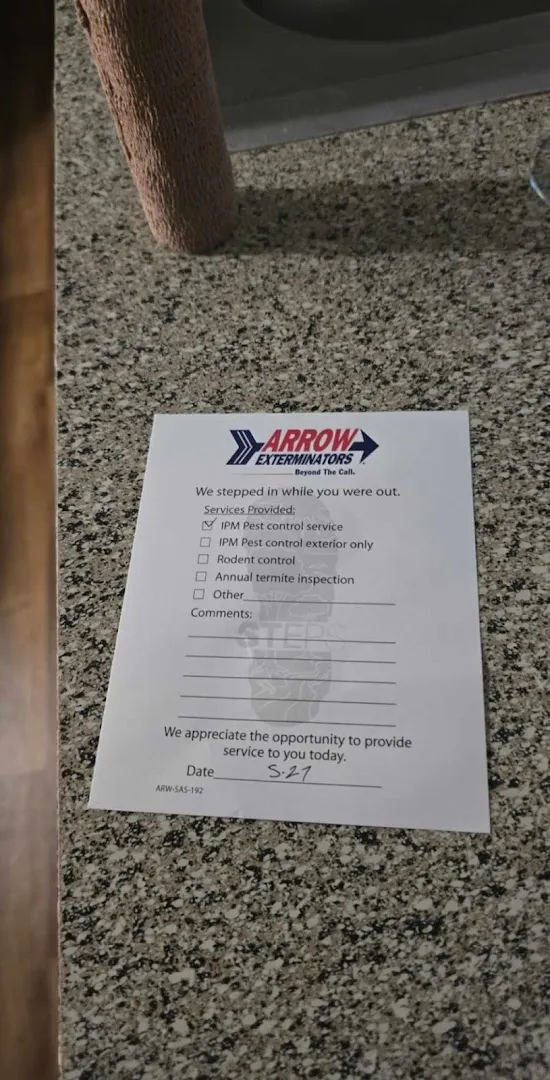 ARROW
EXTERMINATORS
Beyond The Call.
We stepped in while you were out.
Services Provided:
IPM Pest control service
IPM Pest control exterior only
Rodent control
Annual termite inspection
Other
Comments:
STEPS
We appreciate the opportunity to provide
service to you today.
Date 5-27
ARW-SAS-192